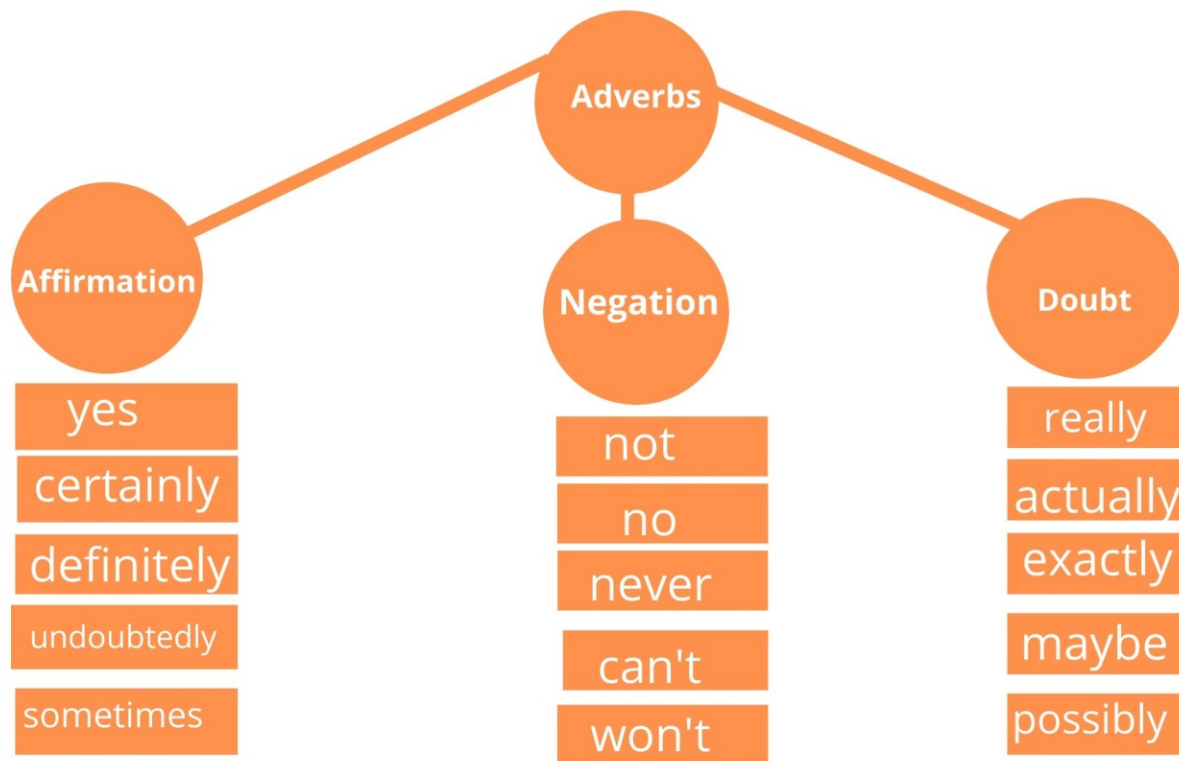 Adverbs
Affirmation
yes
certainly
definitely
undoubtedly
sometimes
Negation
not
no
never
can't
won't
Doubt
really
actually
exactly
maybe
possibly